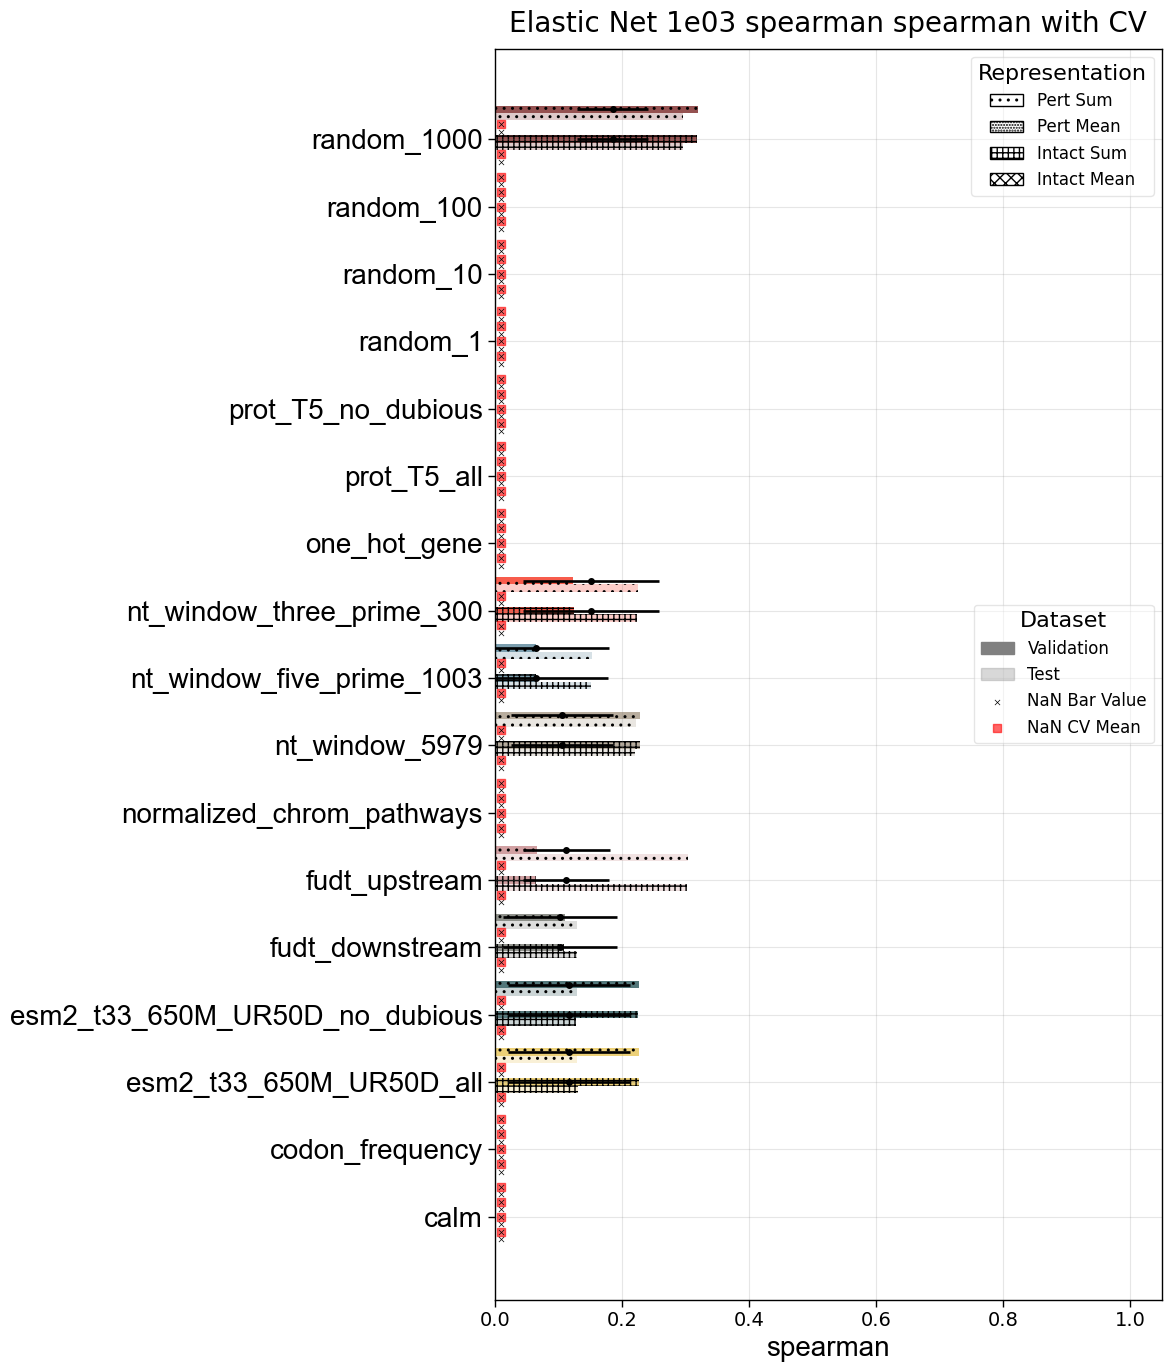 Elastic Net 1e03 spearman spearman with CV
Representation
Pert Sum
Pert Mean
Intact Sum
Intact Mean
random_1000
random_100
random_10
random_1
prot_T5_no_dubious
prot_T5_all
one_hot_gene
nt_window_three_prime_300
nt_window_five_prime_1003
nt_window_5979
normalized_chrom_pathways
fudt_upstream
fudt_downstream
esm2_t33_650M_UR50D_no_dubious
esm2_t33_650M_UR50D_all
codon_frequency
calm
Dataset
Validation
Test
NaN Bar Value
NaN CV Mean
0.0 0.2 0.4 0.6 0.8 1.0
spearman